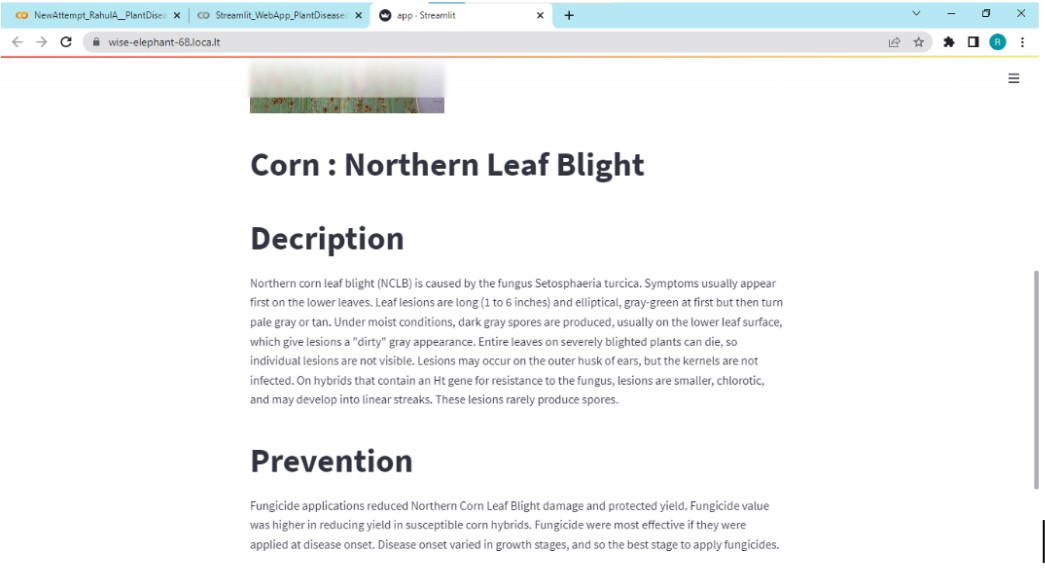 NewAttempt_RahulA__PlantDisea
Streamlit_WebApp_PlantDisease
app · Streamlit
wise-elephant-68.loca.lt
R
Corn : Northern Leaf Blight
Decription
Northern corn leaf blight (NCLB) is caused by the fungus Setosphaeria turcica. Symptoms usually appear
first on the lower leaves. Leaf lesions are long (1 to 6 inches) and elliptical, gray-green at first but then turn
pale gray or tan. Under moist conditions, dark gray spores are produced, usually on the lower leaf surface,
which give lesions a "dirty" gray appearance. Entire leaves on severely blighted plants can die, so
individual lesions are not visible. Lesions may occur on the outer husk of ears, but the kernels are not
infected. On hybrids that contain an Ht gene for resistance to the fungus, lesions are smaller, chlorotic,
and may develop into linear streaks. These lesions rarely produce spores.
Prevention
Fungicide applications reduced Northern Corn Leaf Blight damage and protected yield. Fungicide value
was higher in reducing yield in susceptible corn hybrids. Fungicide were most effective if they were
applied at disease onset. Disease onset varied in growth stages, and so the best stage to apply fungicides.